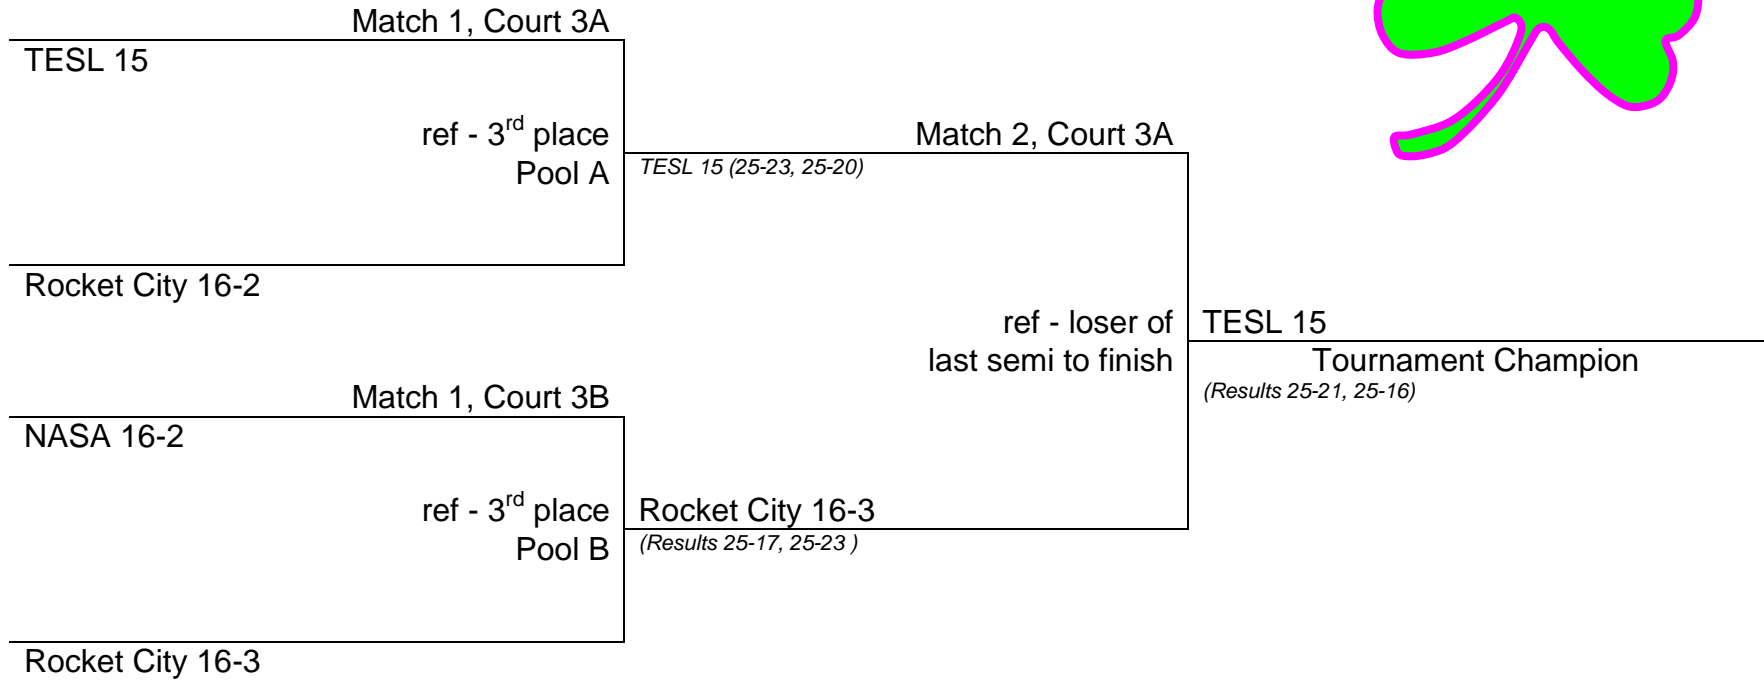 Match 1, Court 3A
TESL 15
ref - 3rd place
Pool A
Rocket City 16-2
Match 2, Court 3A
TESL 15 (25-23, 25-20)
ref - loser of
last semi to finish
TESL 15
Tournament Champion
(Results 25-21, 25-16)
Match 1, Court 3B
NASA 16-2
ref - 3rd place
Pool B
Rocket City 16-3
(Results 25-17, 25-23 )
Rocket City 16-3